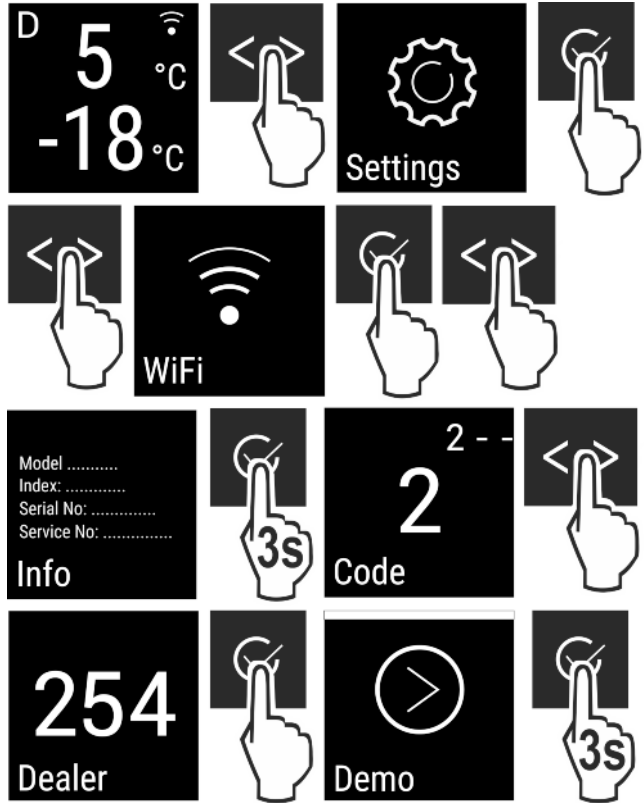 D
5 °C
-18 °C
Settings
WiFi
Model ...........
Index: .............
Serial No: ..............
Service No: ...............
Info
3s
2 - -
2
Code
254
Dealer
Demo
3s